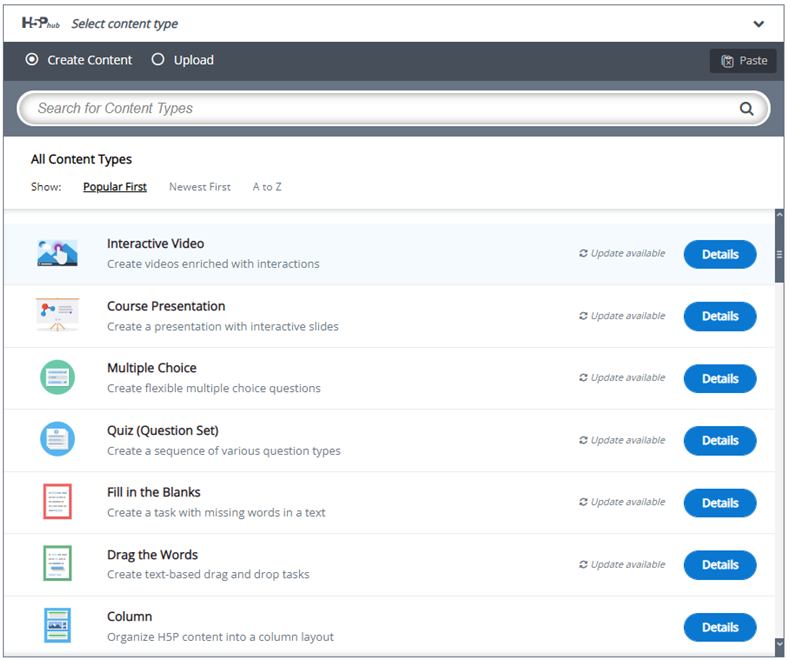 H5P hub Select content type
Create Content Upload Paste
Search for Content Types
All Content Types
Show: Popular First Newest First A to Z
Interactive Video
Create videos enriched with interactions
Update available Details
Course Presentation
Create a presentation with interactive slides
Update available Details
Multiple Choice
Create flexible multiple choice questions
Update available Details
Quiz (Question Set)
Create a sequence of various question types
Update available Details
Fill in the Blanks
Create a task with missing words in a text
Update available Details
Drag the Words
Create text-based drag and drop tasks
Update available Details
Column
Organize H5P content into a column layout
Details